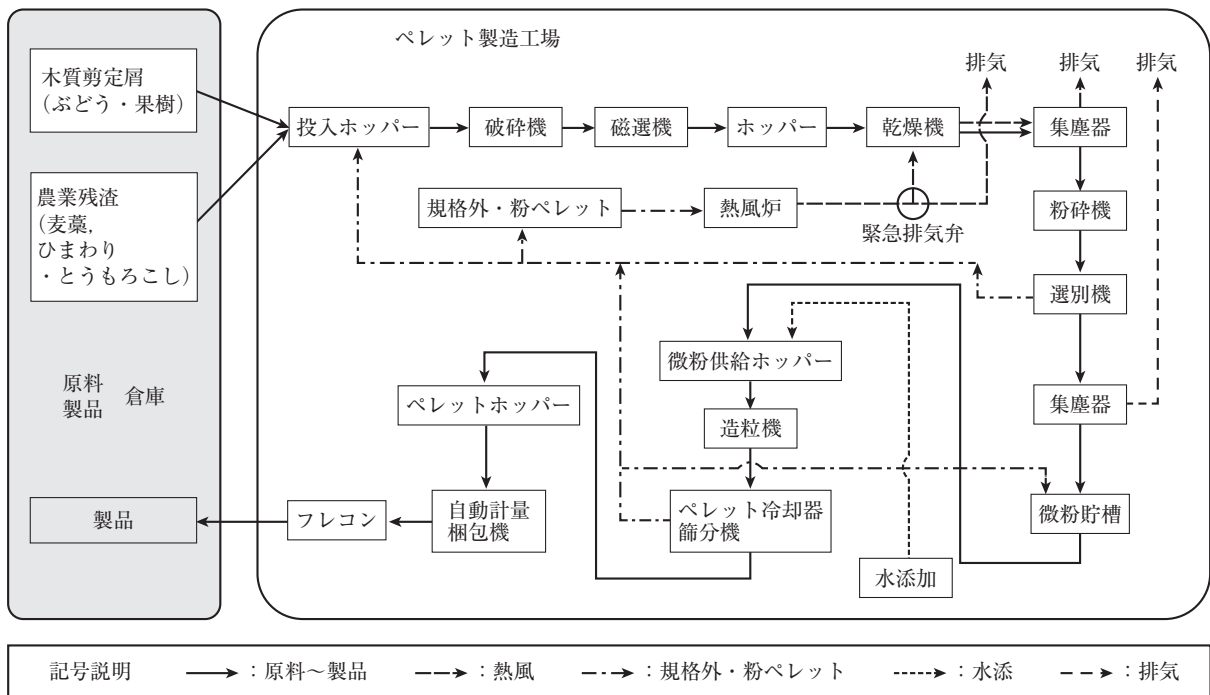 ペレット製造工場
木質剪定屑
（ぶどう・果樹）
農業残渣
（麦藁，
ひまわり
・とうもろこし）
原料
製品
倉庫
製品
投入ホッパー
破砕機
磁選機
ホッパー
乾燥機
集塵器
排気
排気
排気
規格外・粉ペレット
熱風炉
緊急排気弁
粉砕機
選別機
集塵器
微粉貯槽
微粉供給ホッパー
造粒機
ペレット冷却器
篩分機
水添加
ペレットホッパー
自動計量
梱包機
フレコン
記号説明
：原料～製品
：熱風
：規格外・粉ペレット
：水添
：排気